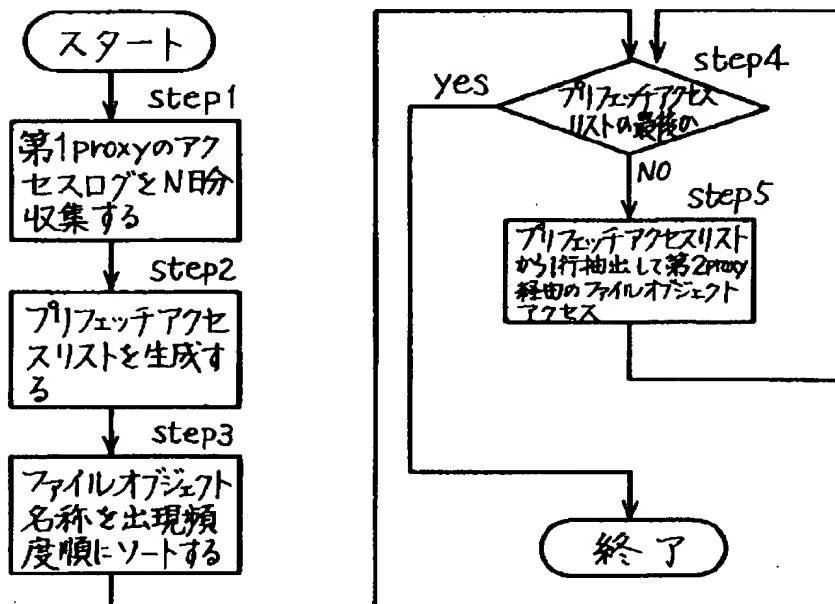 スタート
step1
第1proxyのアク
セスログをN日分
収集する
step2
プリフェッチアクセ
スリストを生成す
る
step3
ファイルオブジェクト
名称を出現頻
度順にソートする
step4
プリフェッチアクセス
リストの最後か
yes
NO
step5
プリフェッチアクセスリスト
から1行抽出して第2proxy
経由のファイルオブジェクト
アクセス
終了